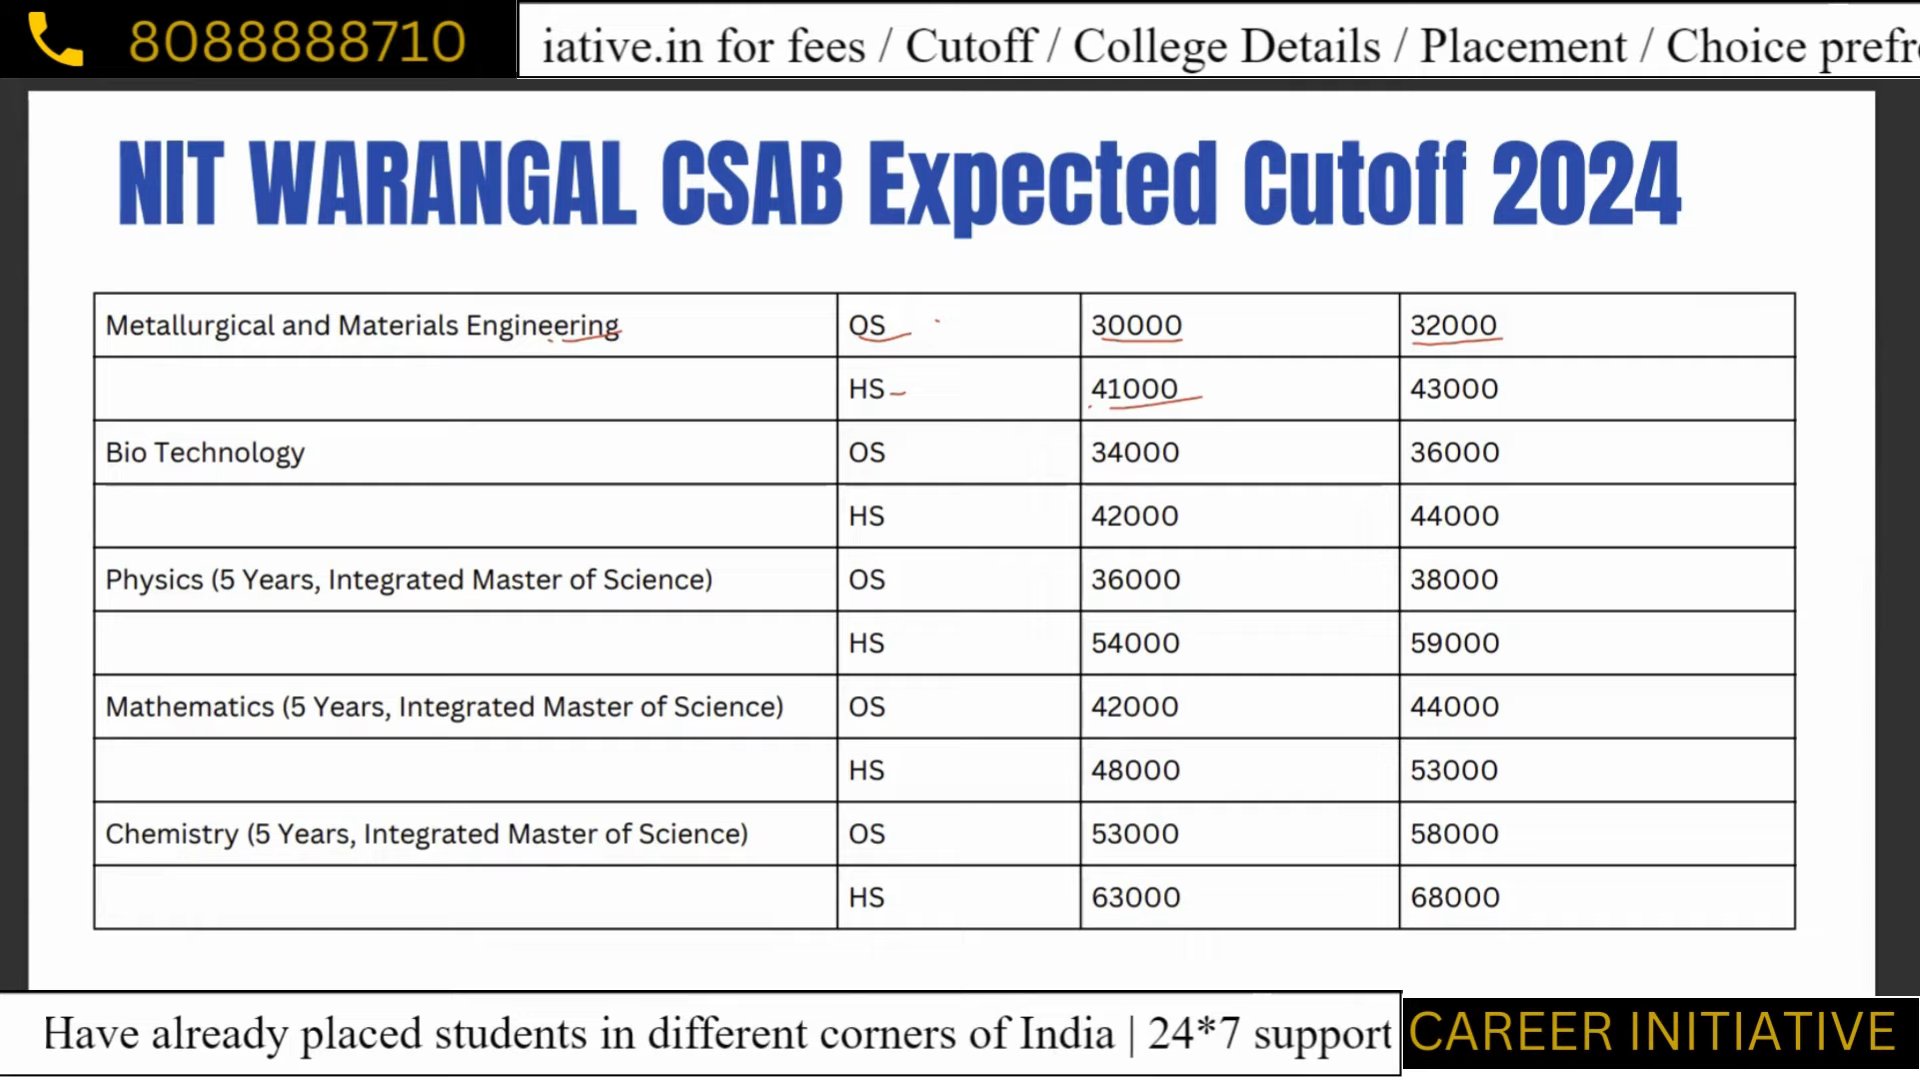 8088888710
iative.in for fees / Cutoff / College Details / Placement / Choice prefr
NIT WARANGAL CSAB Expected Cutoff 2024
Metallurgical and Materials Engineering OS 30000 32000
HS 41000 43000
Bio Technology OS 34000 36000
HS 42000 44000
Physics (5 Years, Integrated Master of Science) OS 36000 38000
HS 54000 59000
Mathematics (5 Years, Integrated Master of Science) OS 42000 44000
HS 48000 53000
Chemistry (5 Years, Integrated Master of Science) OS 53000 58000
HS 63000 68000
Have already placed students in different corners of India | 24*7 support
CAREER INITIATIVE